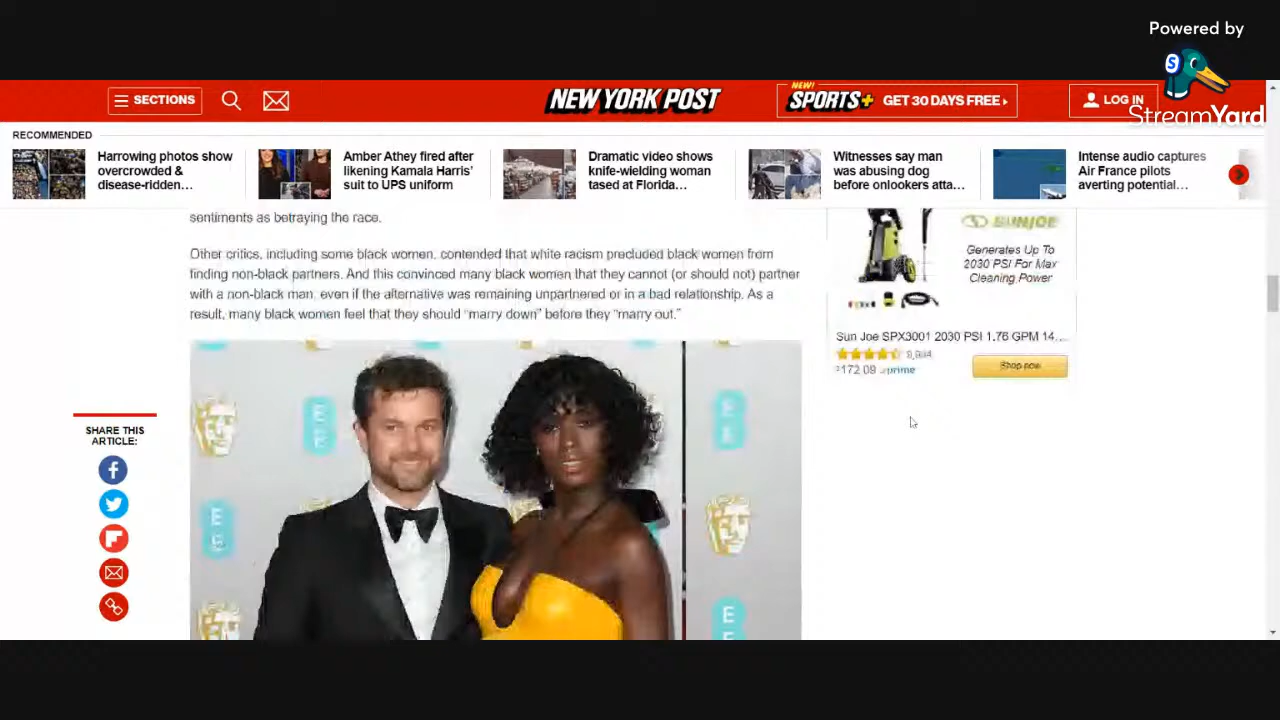 Powered by
StreamYard
SECTIONS
NEW YORK POST
NEW!
SPORTS+ GET 30 DAYS FREE
LOG IN
RECOMMENDED
Harrowing photos show
overcrowded &
disease-ridden…
Amber Athey fired after
likening Kamala Harris’
suit to UPS uniform
Dramatic video shows
knife-wielding woman
tased at Florida…
Witnesses say man
was abusing dog
before onlookers atta…
Intense audio captures
Air France pilots
averting potential…
sentiments as betraying the race.
Other critics, including some black women, contended that white racism precluded black women from
finding non-black partners. And this convinced many black women that they cannot (or should not) partner
with a non-black man, even if the alternative was remaining unpartnered or in a bad relationship. As a
result, many black women feel that they should “marry down” before they “marry out.”
SUNJOE
Generates Up To
2030 PSI For Max
Cleaning Power
Sun Joe SPX3001 2030 PSI 1.76 GPM 14…
$172.09 prime
Shop now
SHARE THIS
ARTICLE: